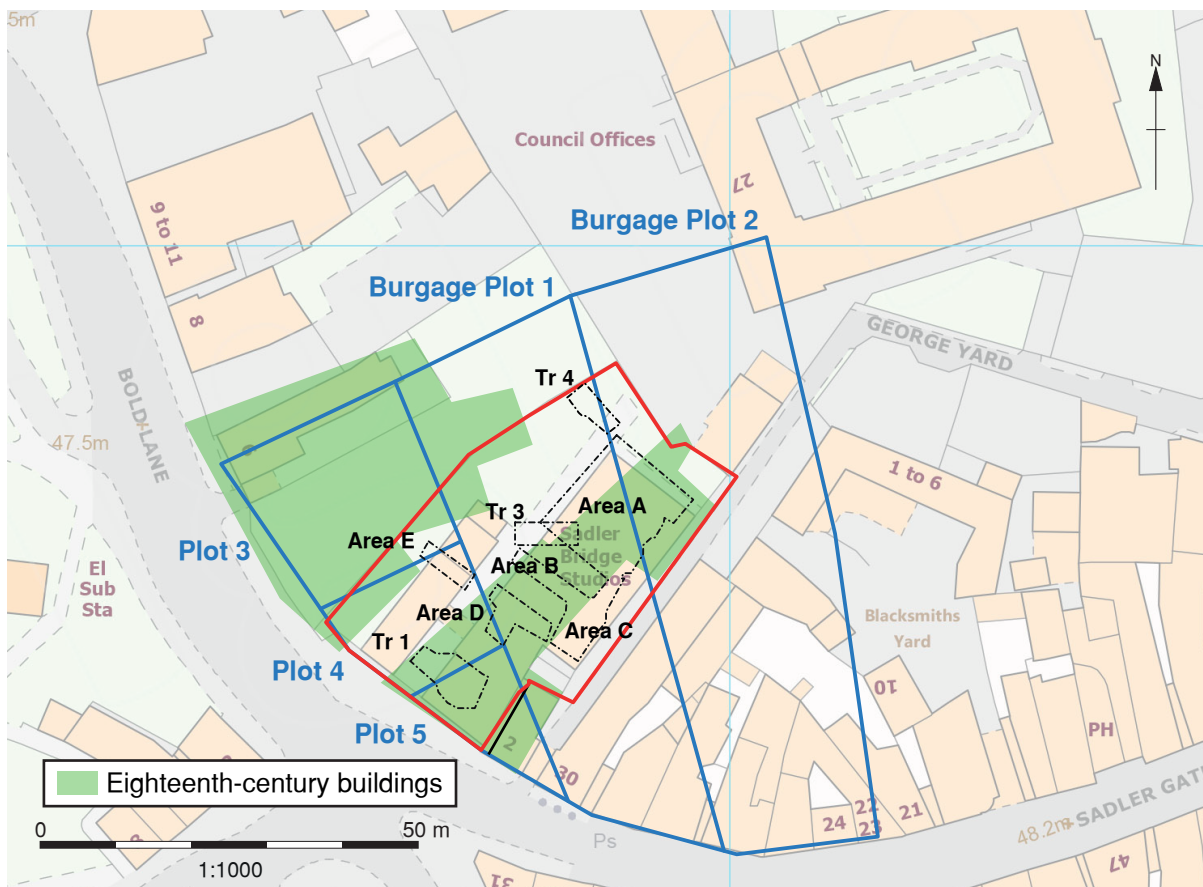 5m
N
Council Offices
27
Burgage Plot 2
9 to 11
Burgage Plot 1
8
GEORGE YARD
BOLD LANE
Tr 4
47.5m
6
1 to 6
Tr 3
Area A
Sadler
Bridge
Studios
Area E
Plot 3
Area B
El
Sub
Sta
Area D
Area C
Blacksmiths
Yard
Tr 1
Plot 4
10
Plot 5
2
PH
30
Eighteenth-century buildings
22
21
24
23
48.2m
SADLER GATE
0
50 m
Ps
1:1000
31
47